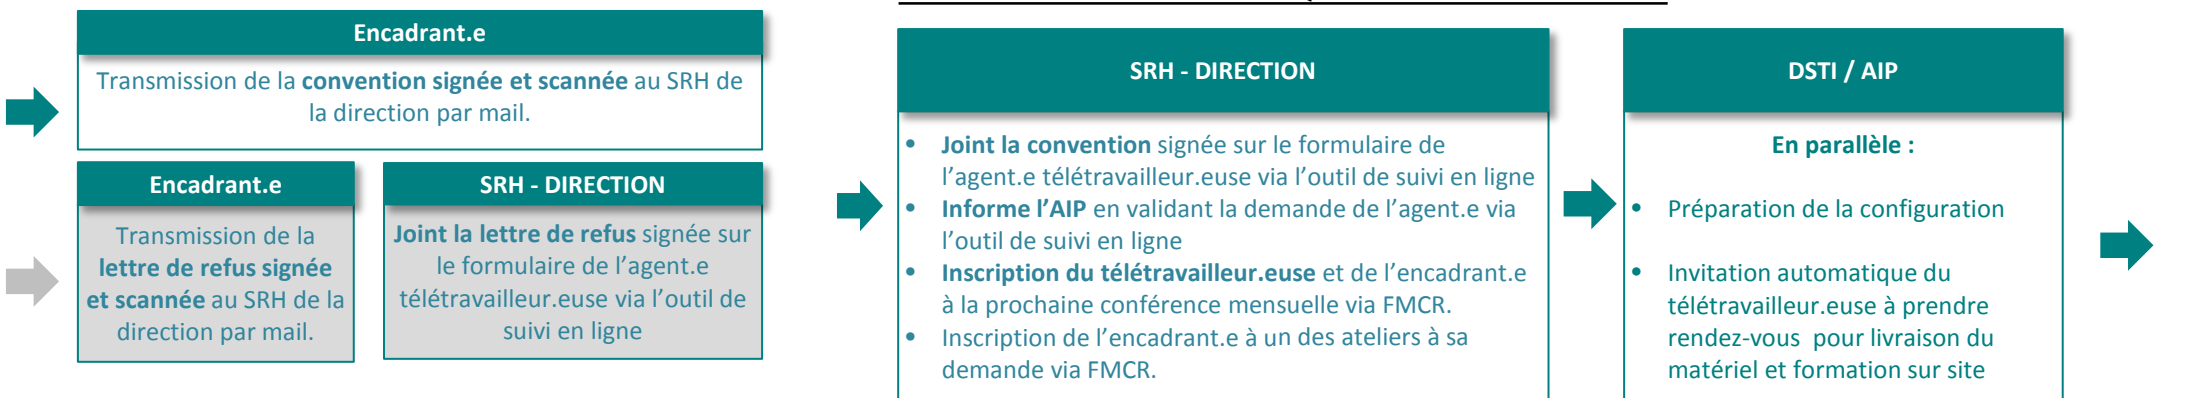 Encadrant.e
Transmission de la convention signée et scannée au SRH de
la direction par mail.
Encadrant.e
Transmission de la
lettre de refus signée
et scannée au SRH de la
direction par mail.
SRH - DIRECTION
Joint la lettre de refus signée sur
le formulaire de l’agent.e
télétravailleur.euse via l’outil de
suivi en ligne
SRH - DIRECTION
• Joint la convention signée sur le formulaire de
l’agent.e télétravailleur.euse via l’outil de suivi en ligne
• Informe l’AIP en validant la demande de l’agent.e via
l’outil de suivi en ligne
• Inscription du télétravailleur.euse et de l’encadrant.e
à la prochaine conférence mensuelle via FMCR.
• Inscription de l’encadrant.e à un des ateliers à sa
demande via FMCR.
DSTI / AIP
En parallèle :
• Préparation de la configuration
• Invitation automatique du
télétravailleur.euse à prendre
rendez-vous pour livraison du
matériel et formation sur site